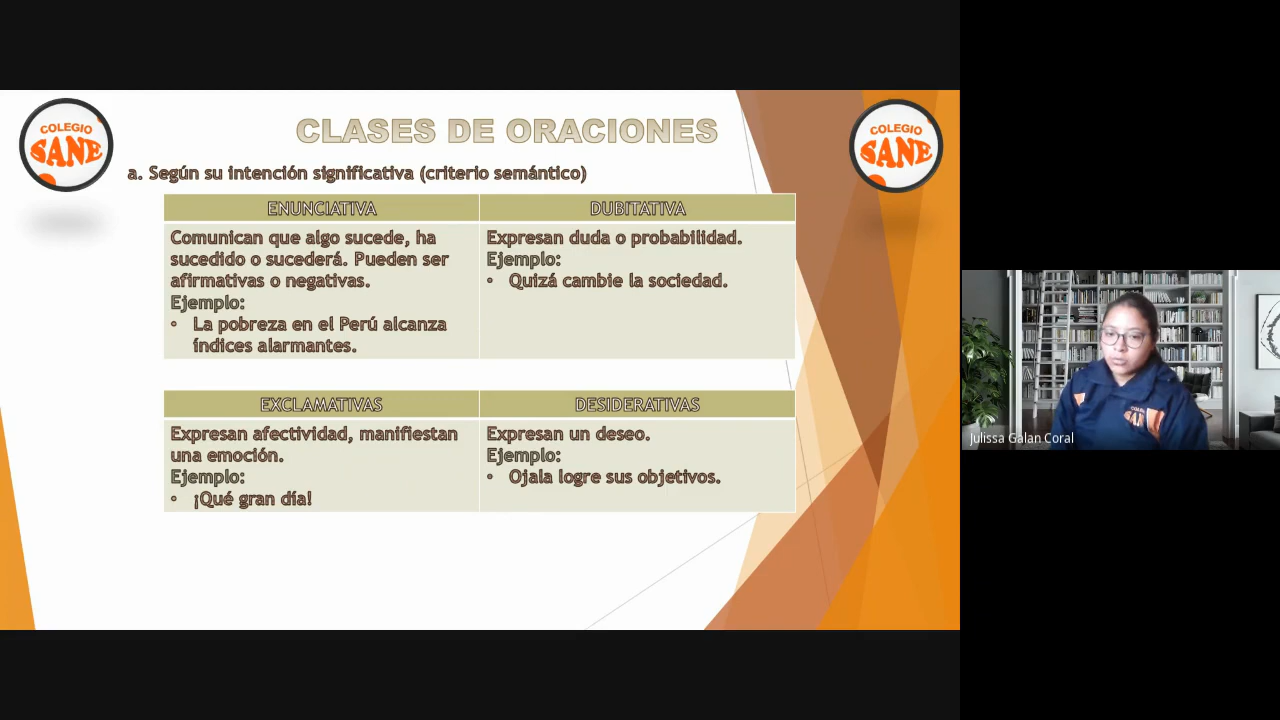 COLEGIO
SANE
COLEGIO
SANE
CLASES DE ORACIONES
a. Según su intención significativa (criterio semántico)
ENUNCIATIVA
DUBITATIVA
Comunican que algo sucede, ha
sucedido o sucederá. Pueden ser
afirmativas o negativas.
Ejemplo:
• La pobreza en el Perú alcanza
índices alarmantes.
Expresan duda o probabilidad.
Ejemplo:
• Quizá cambie la sociedad.
EXCLAMATIVAS
DESIDERATIVAS
Expresan afectividad, manifiestan
una emoción.
Ejemplo:
• ¡Qué gran día!
Expresan un deseo.
Ejemplo:
• Ojala logre sus objetivos.
Julissa Galan Coral